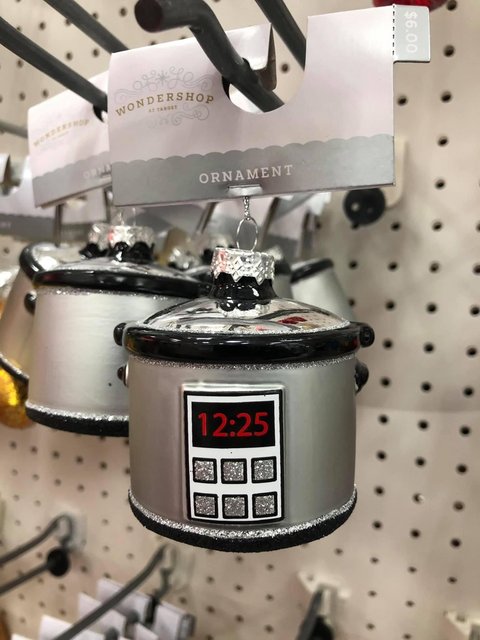 $6.00
WONDERSHOP
AT TARGET
ORNAMENT
12:25
WONDERSHOP